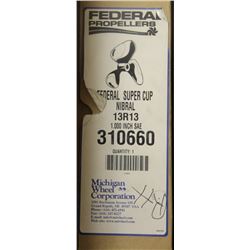 FEDERAL
PROPELLERS
FEDERAL SUPER CUP
NIBRAL
13R13
1.000 INCH SAE
310660
QUANTITY: 1
Michigan
Wheel
Corporation